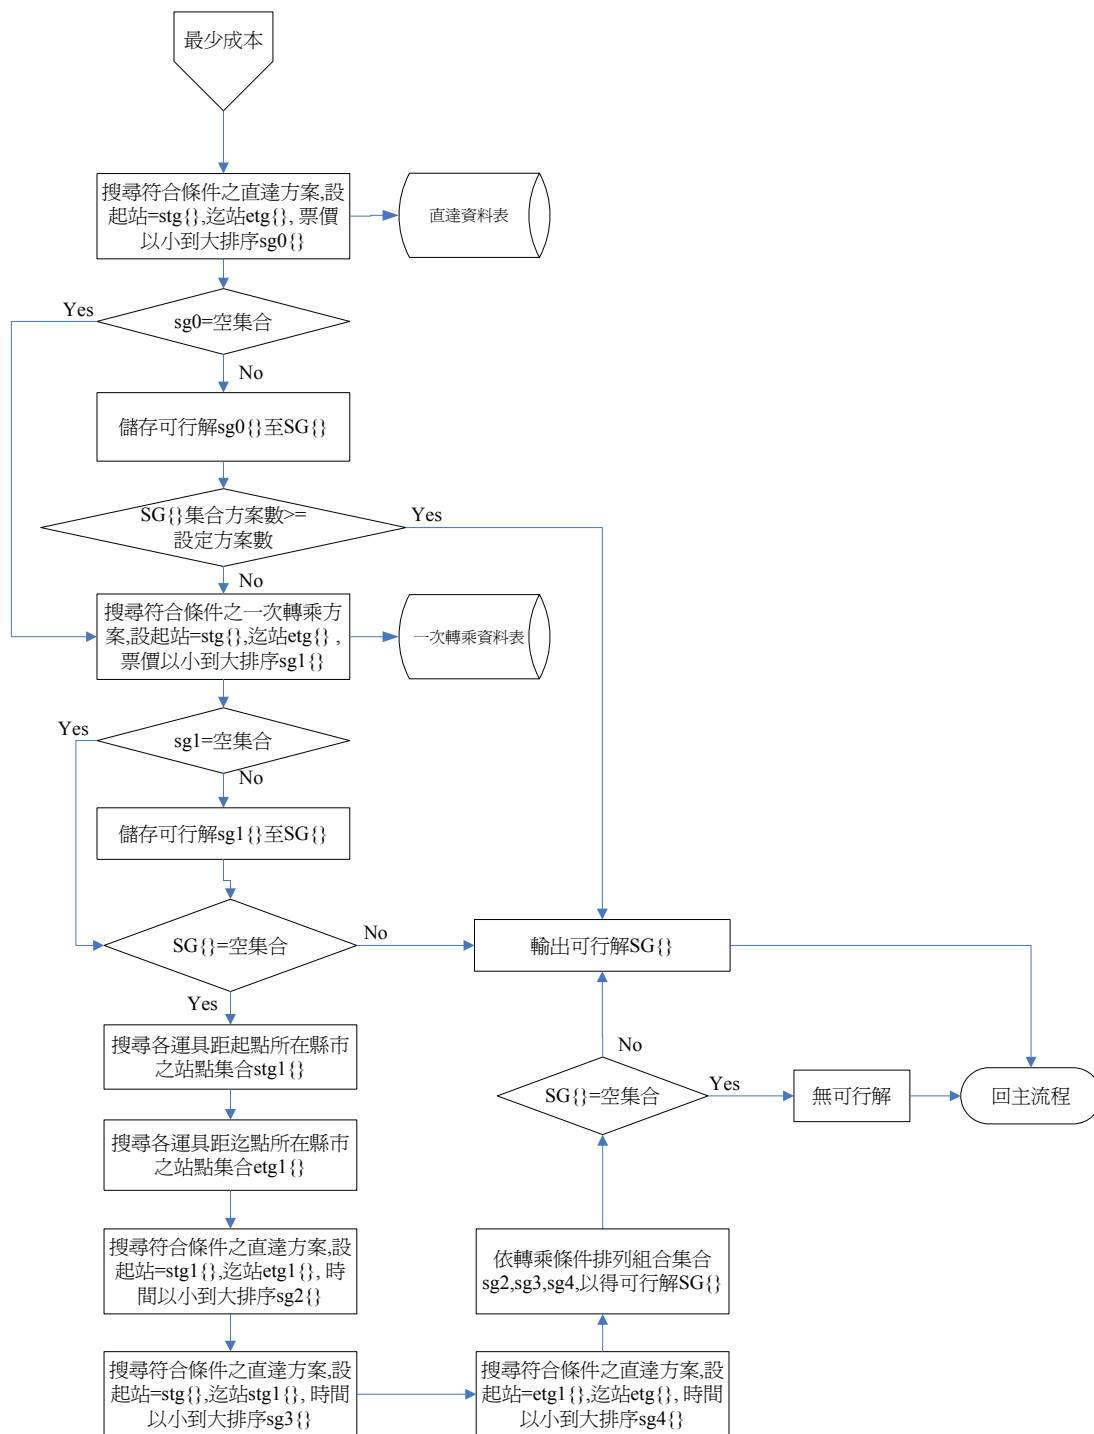 最少成本
搜尋符合條件之直達方案,設
起站=stg{},迄站etg{}, 票價
以小到大排序sg0{}
直達資料表
Yes
sg0=空集合
No
儲存可行解sg0{}至SG{}
SG{}集合方案數>=
設定方案數
Yes
No
搜尋符合條件之一次轉乘方
案,設起站=stg{},迄站etg{} ,
票價以小到大排序sg1{}
一次轉乘資料表
Yes
sg1=空集合
No
儲存可行解sg1{}至SG{}
SG{}=空集合
No
輸出可行解SG{}
Yes
搜尋各運具距起點所在縣市
之站點集合stg1{}
No
SG{}=空集合
Yes
無可行解
回主流程
搜尋各運具距迄點所在縣市
之站點集合etg1{}
搜尋符合條件之直達方案,設
起站=stg1{},迄站etg1{}, 時
間以小到大排序sg2{}
依轉乘條件排列組合集合
sg2,sg3,sg4,以得可行解SG{}
搜尋符合條件之直達方案,設
起站=stg{},迄站stg1{}, 時間
以小到大排序sg3{}
搜尋符合條件之直達方案,設
起站=etg1{},迄站etg{}, 時間
以小到大排序sg4{}